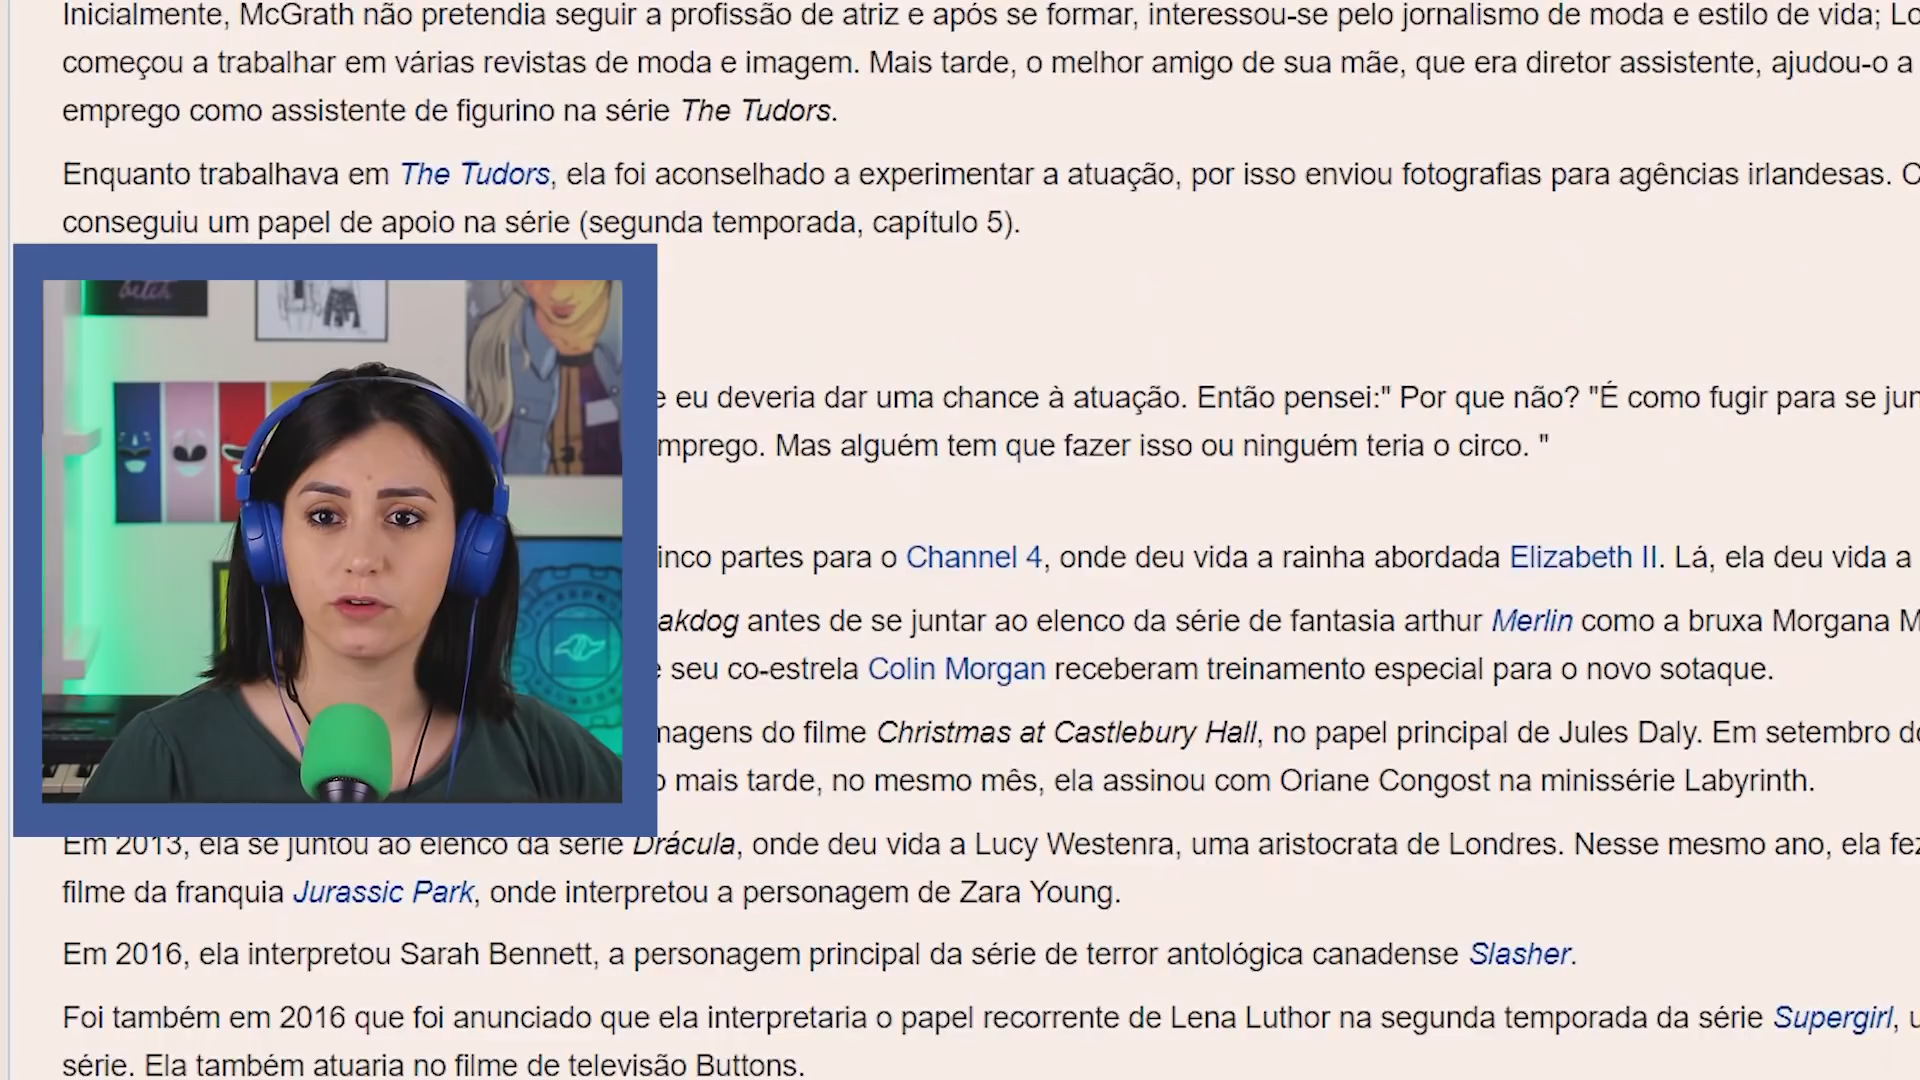 Inicialmente, McGrath não pretendia seguir a profissão de atriz e após se formar, interessou-se pelo jornalismo de moda e estilo de vida;
começou a trabalhar em várias revistas de moda e imagem. Mais tarde, o melhor amigo de sua mãe, que era diretor assistente, ajudou-o a
emprego como assistente de figurino na série The Tudors.
Enquanto trabalhava em The Tudors, ela foi aconselhado a experimentar a atuação, por isso enviou fotografias para agências irlandesas.
conseguiu um papel de apoio na série (segunda temporada, capítulo 5).
bitch
eu deveria dar uma chance à atuação. Então pensei:" Por que não? "É como fugir para se
mprego. Mas alguém tem que fazer isso ou ninguém teria o circo. "
inco partes para o Channel 4, onde deu vida a rainha abordada Elizabeth II. Lá, ela deu vida a
akdog antes de se juntar ao elenco da série de fantasia arthur Merlin como a bruxa Morgana
seu co-estrela Colin Morgan receberam treinamento especial para o novo sotaque.
magens do filme Christmas at Castlebury Hall, no papel principal de Jules Daly. Em setembro
o mais tarde, no mesmo mês, ela assinou com Oriane Congost na minissérie Labyrinth.
Em 2013, ela se juntou ao elenco da série Drácula, onde deu vida a Lucy Westenra, uma aristocrata de Londres. Nesse mesmo ano, ela fez
filme da franquia Jurassic Park, onde interpretou a personagem de Zara Young.
Em 2016, ela interpretou Sarah Bennett, a personagem principal da série de terror antológica canadense Slasher.
Foi também em 2016 que foi anunciado que ela interpretaria o papel recorrente de Lena Luthor na segunda temporada da série Supergirl,
série. Ela também atuaria no filme de televisão Buttons.